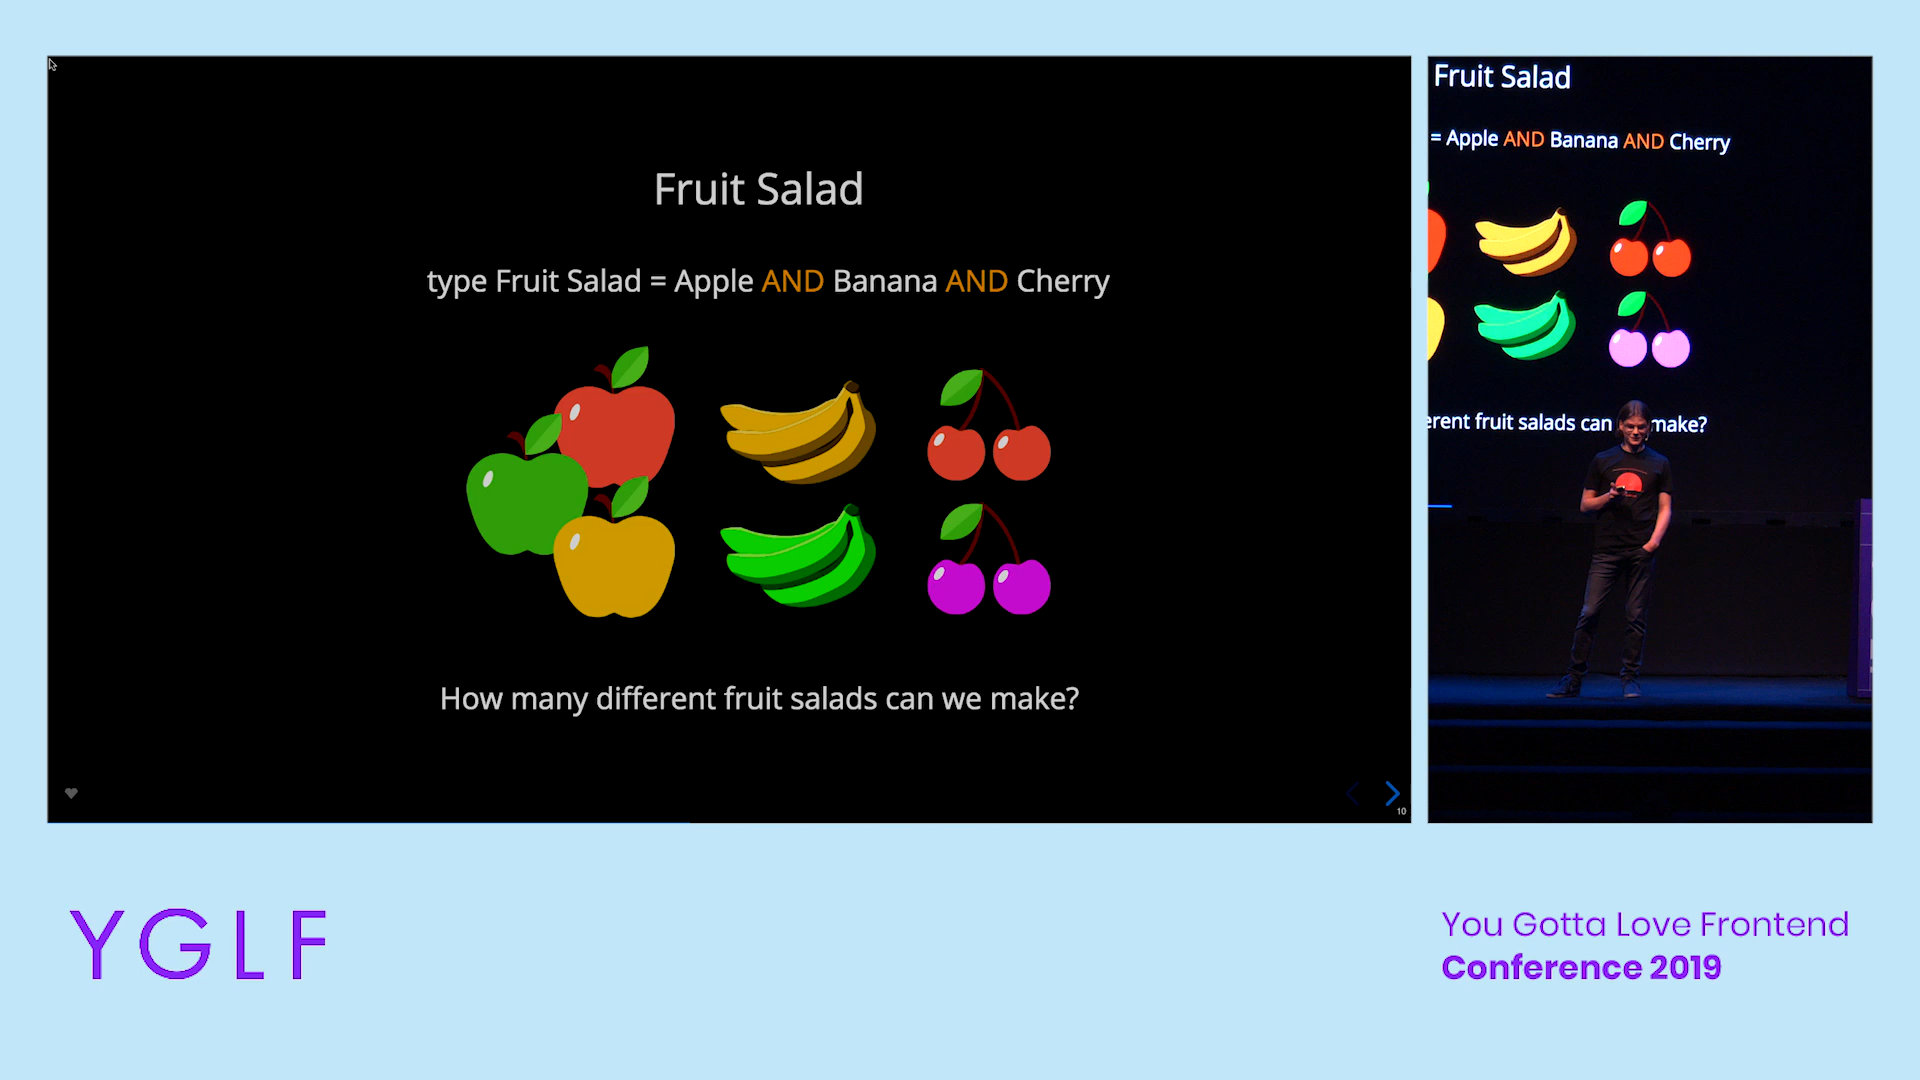 Fruit Salad
type Fruit Salad = Apple AND Banana AND Cherry
How many different fruit salads can we make?
10
Fruit Salad
= Apple AND Banana AND Cherry
erent fruit salads can make?
YGLF
You Gotta Love Frontend
Conference 2019